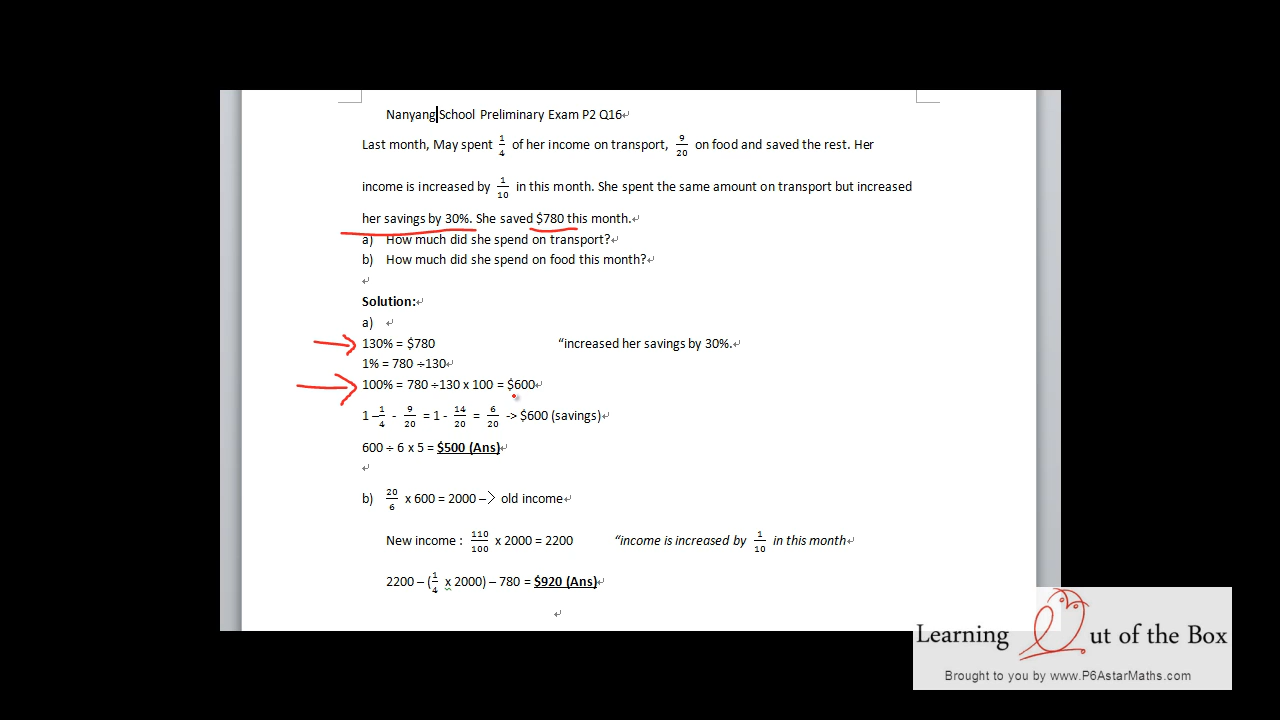 Nanyang School Preliminary Exam P2 Q16
Last month, May spent 1/4 of her income on transport, 9/20 on food and saved the rest. Her
income is increased by 1/10 in this month. She spent the same amount on transport but increased
her savings by 30%. She saved $780 this month.
a) How much did she spend on transport?
b) How much did she spend on food this month?
Solution:
a)
130% = $780 “increased her savings by 30%.
1% = 780 ÷130
100% = 780 ÷130 x 100 = $600
1 – 1/4 - 9/20 = 1 - 14/20 = 6/20 -> $600 (savings)
600 ÷ 6 x 5 = $500 (Ans)
b) 20/6 x 600 = 2000 –> old income
New income : 110/100 x 2000 = 2200 “income is increased by 1/10 in this month
2200 – (1/4 x 2000) – 780 = $920 (Ans)
Learning Out of the Box
Brought to you by www.P6AstarMaths.com